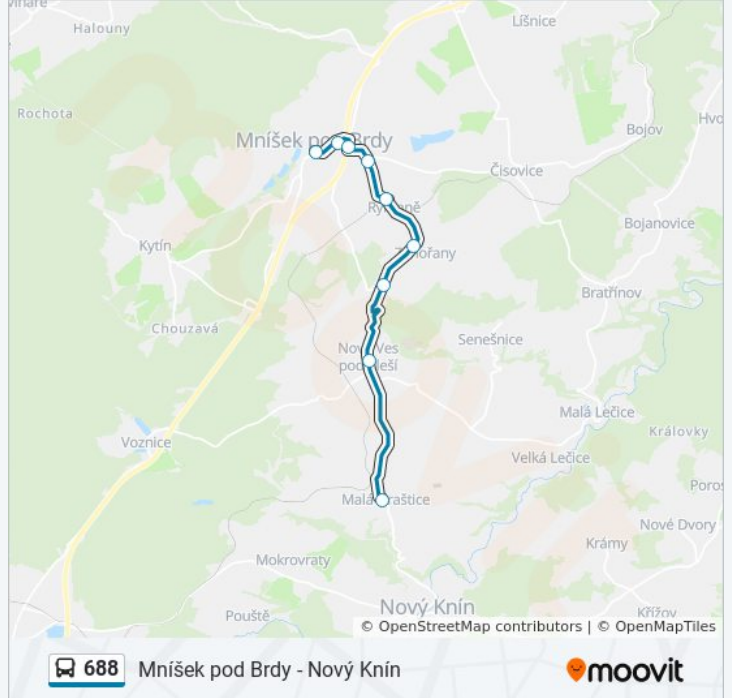 Líšnice
Halouny
Rochota
Mníšek pod Brdy
Bojov
Čisovice
Bojanovice
Kytín
Bratřínov
Chouzavá
Senešnice
Malá Lečice
Královky
Voznice
Velká Lečice
Nové Dvory
Krámy
Mokrovraty
Nový Knín
Pouště
© OpenStreetMap contributors | © OpenMapTiles
688 Mníšek pod Brdy - Nový Knín
moovit